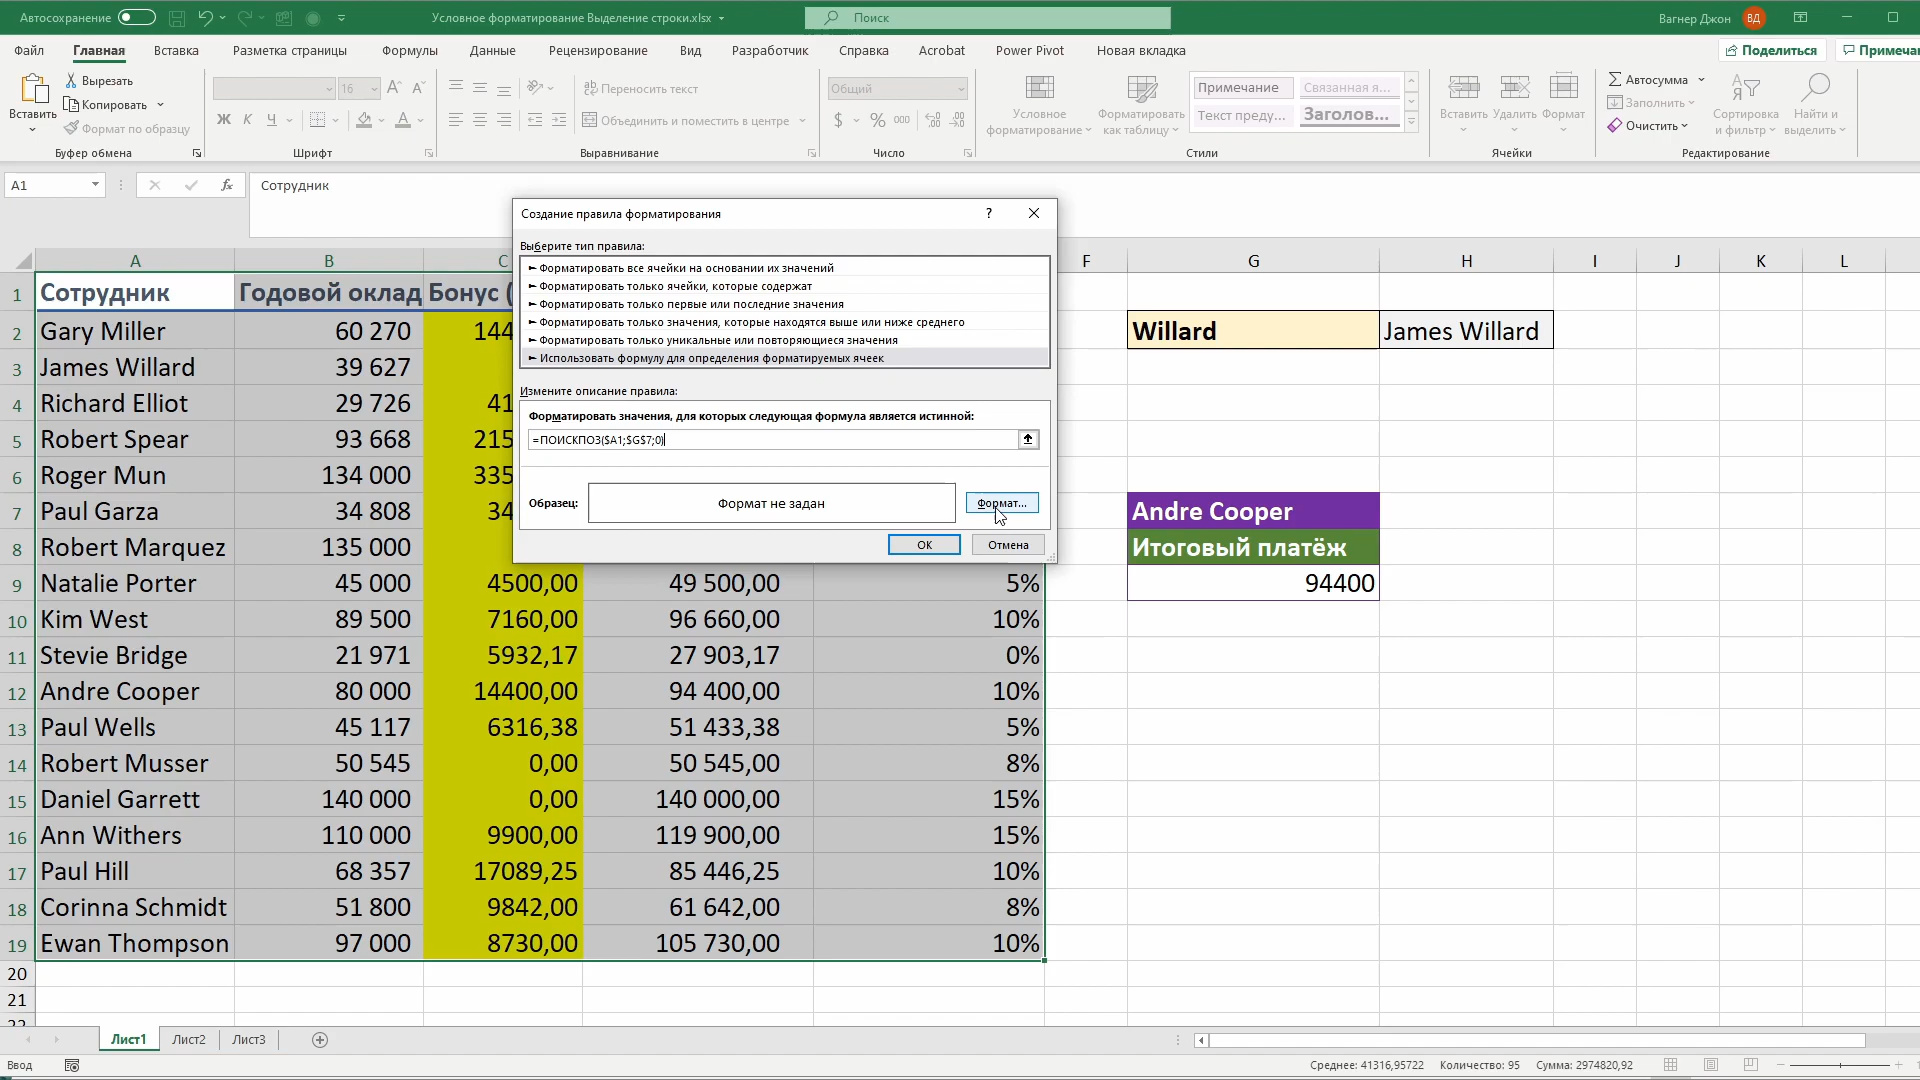 Автосохранение
Условное форматирование Выделение строки.xlsx
Поиск
Вагнер Джон
ВД
Файл Главная Вставка Разметка страницы Формулы Данные Рецензирование Вид Разработчик Справка Acrobat Power Pivot Новая вкладка
Поделиться
Примеча
Вставить
Вырезать
Копировать
Формат по образцу
Буфер обмена
16
Ж К Ч
Шрифт
Переносить текст
Объединить и поместить в центре
Выравнивание
Общий
$ % 000
Число
Условное
форматирование
Форматировать
как таблицу
Примечание
Связанная я...
Текст преду...
Заголов...
Стили
Вставить Удалить Формат
Ячейки
Автосумма
Заполнить
Очистить
Сортировка
и фильтр
Найти и
выделить
Редактирование
A1
fx
Сотрудник
A B C F G H I J K L
1 Сотрудник Годовой оклад Бонус (
2 Gary Miller 60 270 144
Willard James Willard
3 James Willard 39 627
4 Richard Elliot 29 726 41
5 Robert Spear 93 668 215
6 Roger Mun 134 000 335
7 Paul Garza 34 808 34
Andre Cooper
8 Robert Marquez 135 000
Итоговый платёж
9 Natalie Porter 45 000 4500,00 49 500,00 5% 94400
10 Kim West 89 500 7160,00 96 660,00 10%
11 Stevie Bridge 21 971 5932,17 27 903,17 0%
12 Andre Cooper 80 000 14400,00 94 400,00 10%
13 Paul Wells 45 117 6316,38 51 433,38 5%
14 Robert Musser 50 545 0,00 50 545,00 8%
15 Daniel Garrett 140 000 0,00 140 000,00 15%
16 Ann Withers 110 000 9900,00 119 900,00 15%
17 Paul Hill 68 357 17089,25 85 446,25 10%
18 Corinna Schmidt 51 800 9842,00 61 642,00 8%
19 Ewan Thompson 97 000 8730,00 105 730,00 10%
20
21
22
Создание правила форматирования
?
Выберите тип правила:
► Форматировать все ячейки на основании их значений
► Форматировать только ячейки, которые содержат
► Форматировать только первые или последние значения
► Форматировать только значения, которые находятся выше или ниже среднего
► Форматировать только уникальные или повторяющиеся значения
► Использовать формулу для определения форматируемых ячеек
Измените описание правила:
Форматировать значения, для которых следующая формула является истинной:
=ПОИСКПОЗ($A1;$G$7;0)
Образец:
Формат не задан
Формат...
ОК
Отмена
Лист1 Лист2 Лист3
Ввод
Среднее: 41316,95722 Количество: 95 Сумма: 2974820,92